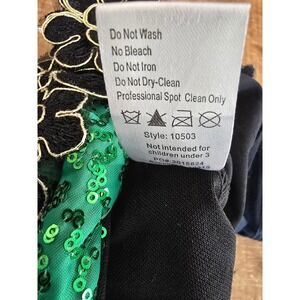 Do Not Wash
No Bleach
Do Not Iron
Do Not Dry-Clean
Professional Spot Clean Only
Style: 10503
Not intended for
children under 3